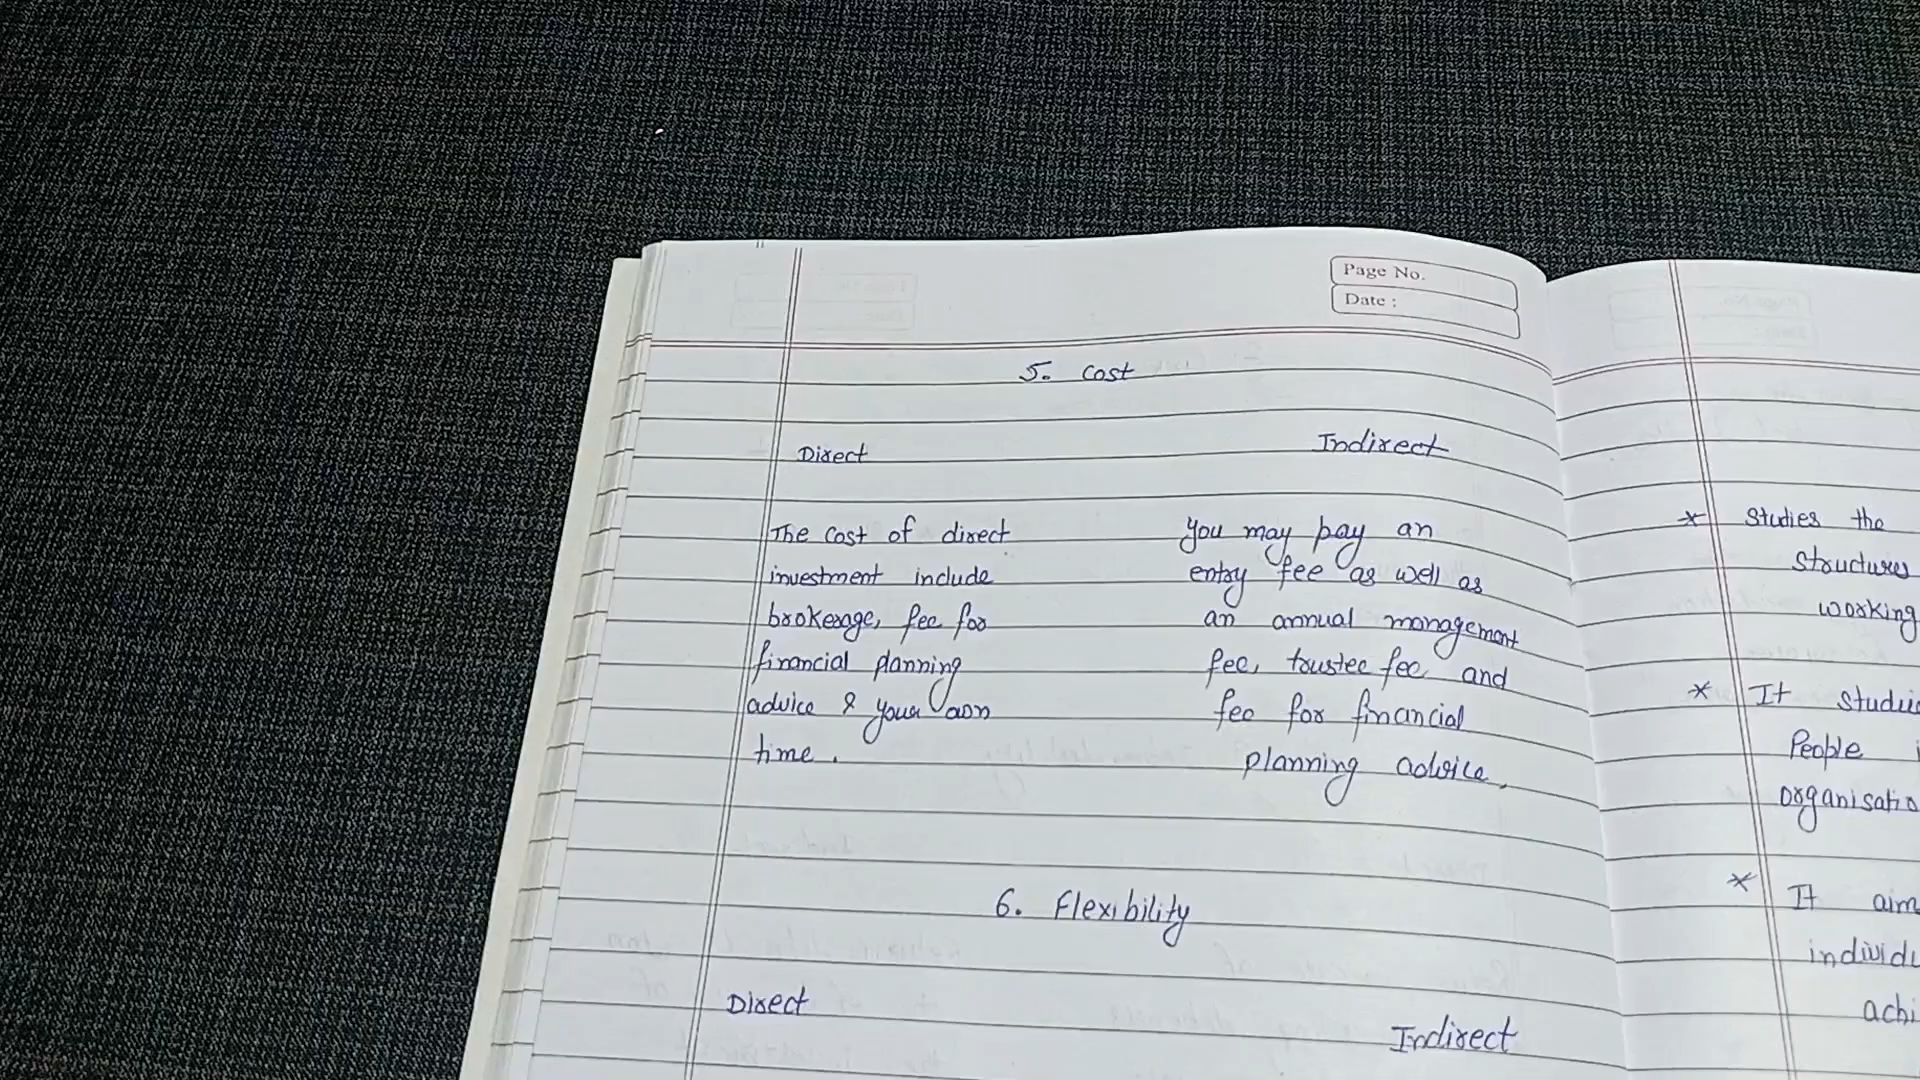 Page No.
Date :
5. Cost
Direct
Indirect
The cost of direct
investment include
brokerage, fee for
financial planning
advice & your own
time.
You may pay an
entry fee as well as
an annual management
fee, trustee fee and
fee for financial
planning advice.
6. Flexibility
Direct
Indirect
* Studies the
structures
working
* It studie
People i
organisatio
* It aim
individu
achi